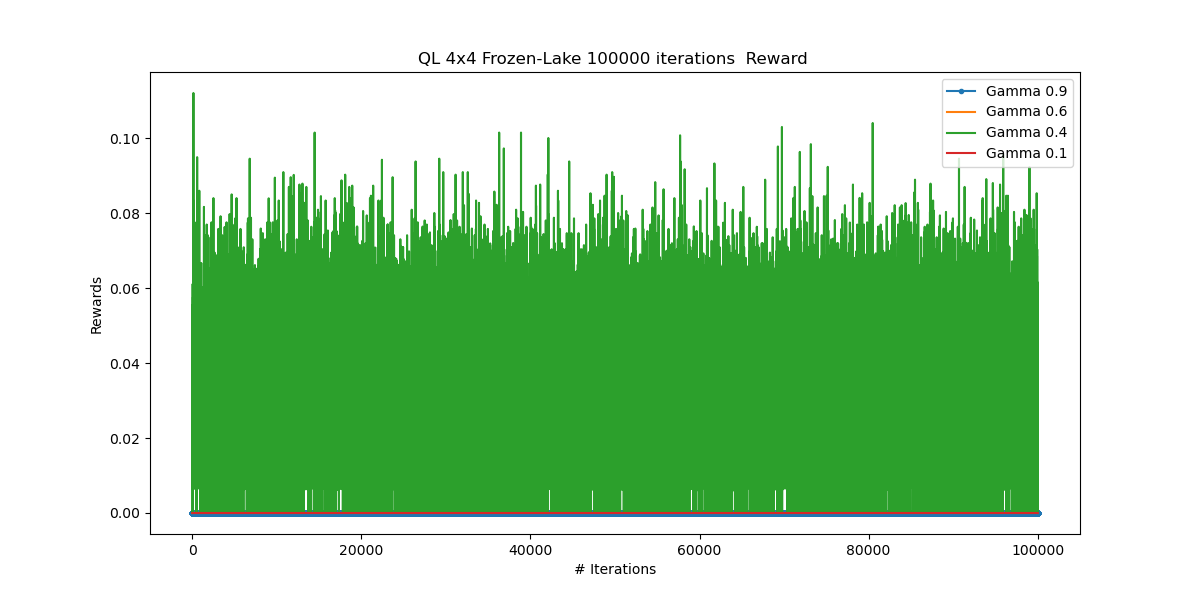 QL 4x4 Frozen-Lake 100000 iterations  Reward
Gamma 0.9
Gamma 0.6
Gamma 0.4
Gamma 0.1
Rewards
0.10
0.08
0.06
0.04
0.02
0.00
0
20000
40000
60000
80000
100000
# Iterations